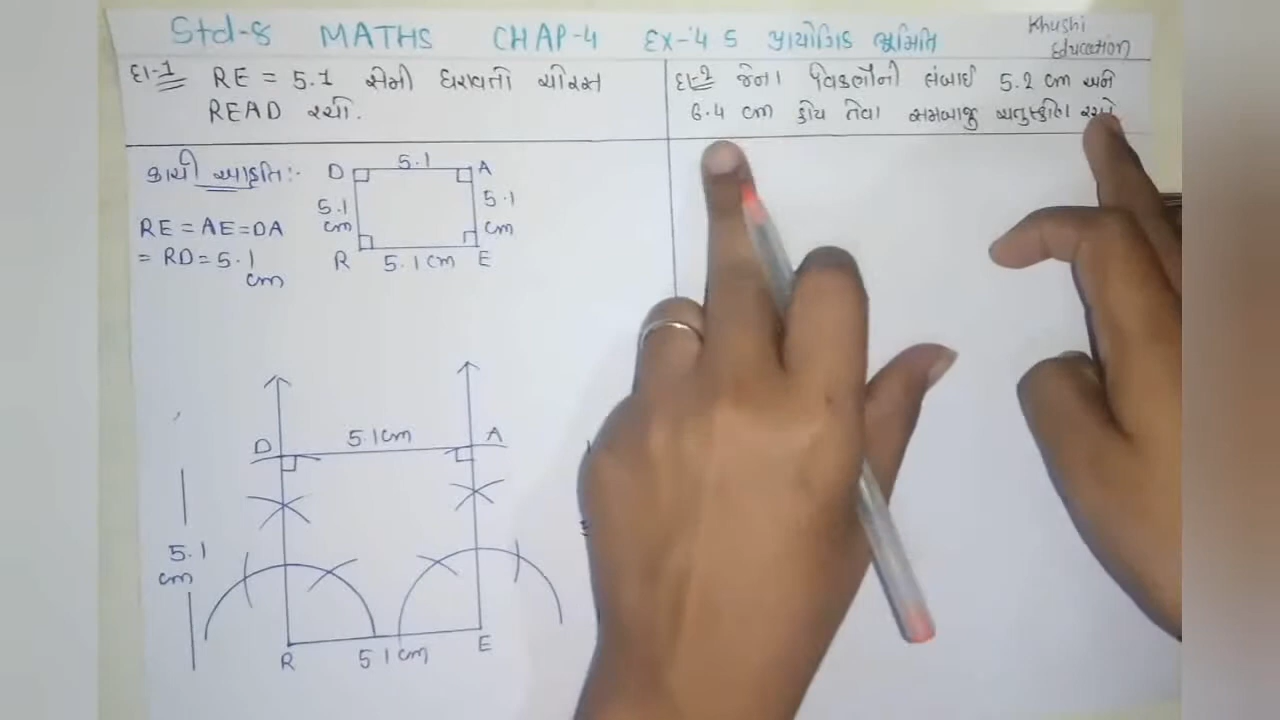 Std-8 MATHS CHAP-4 EX-4.5 પ્રાયોગિક ભૂમિતિ
Khushi
Education
દા-1 RE = 5.1 સેમી ધરાવતો ચોરસ
READ રચો.
દા-2 જેના વિકર્ણોની લંબાઈ 5.2 cm અને
6.4 cm હોય તેવા સમબાજુ ચતુષ્કોણ રચો
કાચી આકૃતિ:-
D 5.1 A
5.1
cm
5.1
cm
R 5.1 cm E
RE = AE = DA
= RD = 5.1
cm
D 5.1cm A
5.1
cm
R 5.1cm E